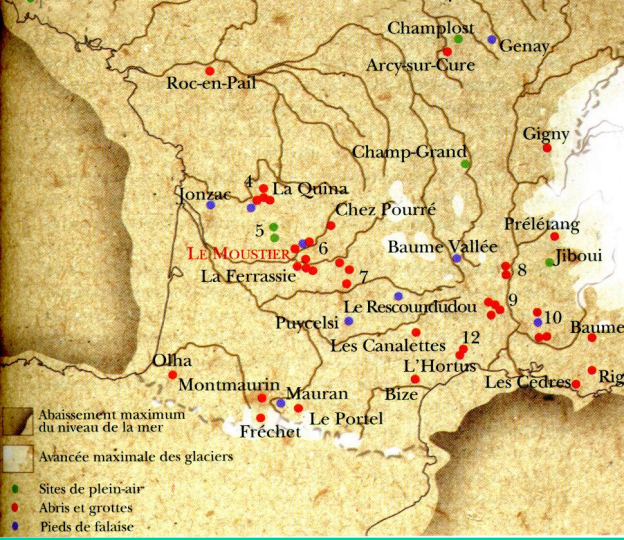 Champlost
Genay
Arcy-sur-Cure
Roc-en-Pail
Gigny
Champ-Grand
4 La Quina
Jonzac
Chez Pourré
5
Prélétang
6
Baume Vallée
LE MOUSTIER
Jiboui
8
La Ferrassie
7
9
Le Rescoundudou
10
Puycelsi
Baume
12
Les Canalettes
Olha
L'Hortus
Rig
Montmaurin
Les Cèdres
Mauran
Bize
Le Portel
Fréchet
Abaissement maximum
du niveau de la mer
Avancée maximale des glaciers
Sites de plein-air
Abris et grottes
Pieds de falaise